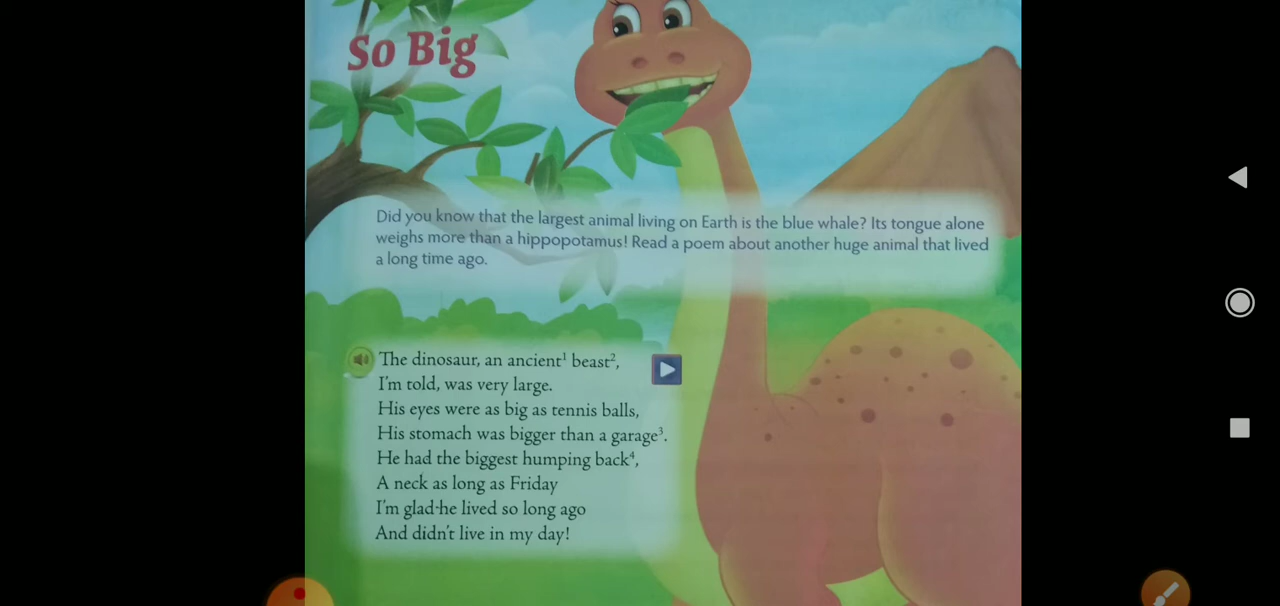 So Big
Did you know that the largest animal living on Earth is the blue whale? Its tongue alone
weighs more than a hippopotamus! Read a poem about another huge animal that lived
a long time ago.
The dinosaur, an ancient¹ beast²,
I'm told, was very large.
His eyes were as big as tennis balls,
His stomach was bigger than a garage³.
He had the biggest humping back⁴,
A neck as long as Friday
I'm glad he lived so long ago
And didn't live in my day!